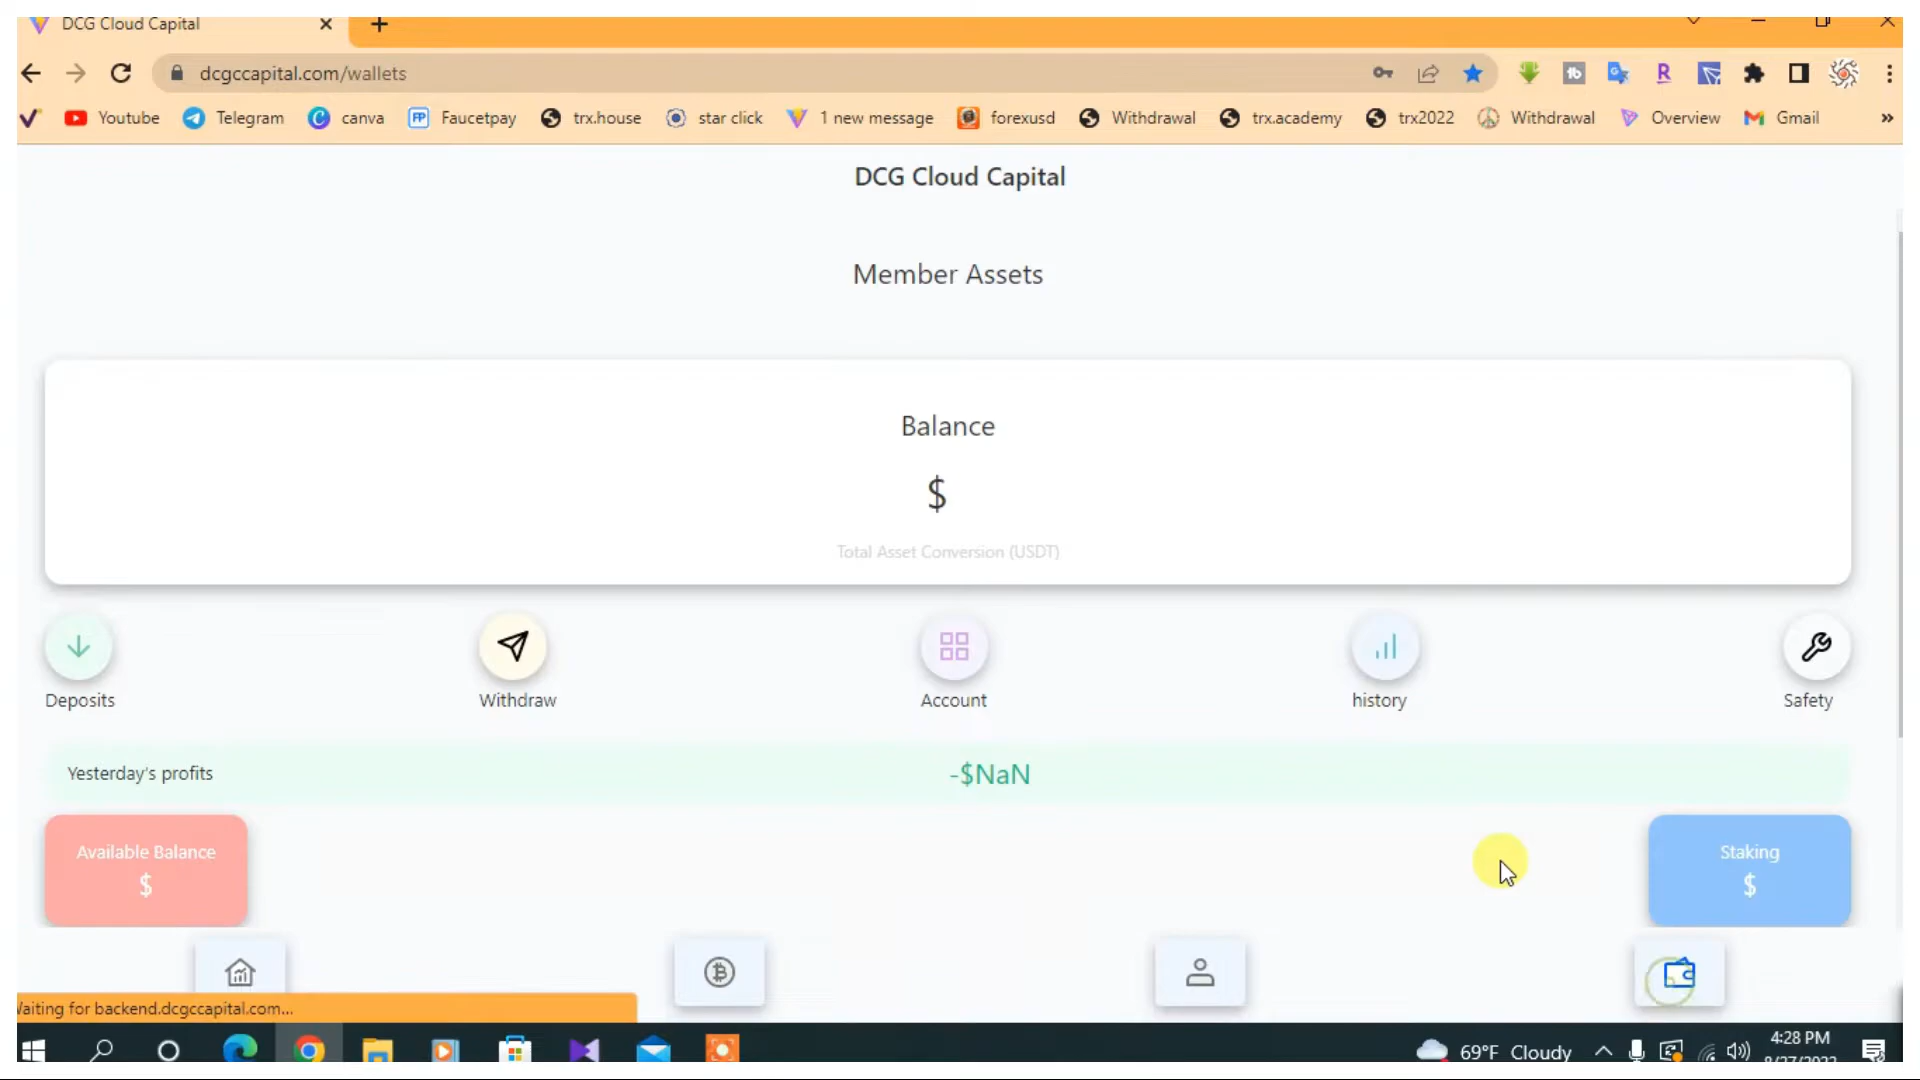 DCG Cloud Capital
dcgccapital.com/wallets
Youtube Telegram canva Faucetpay trx.house star click 1 new message forexusd Withdrawal trx.academy trx2022 Withdrawal Overview Gmail »
DCG Cloud Capital
Member Assets
Balance
$
Total Asset Conversion (USDT)
Deposits Withdraw Account history Safety
Yesterday's profits -$NaN
Available Balance Staking
$ $
Waiting for backend.dcgccapital.com...
69°F Cloudy 4:28 PM